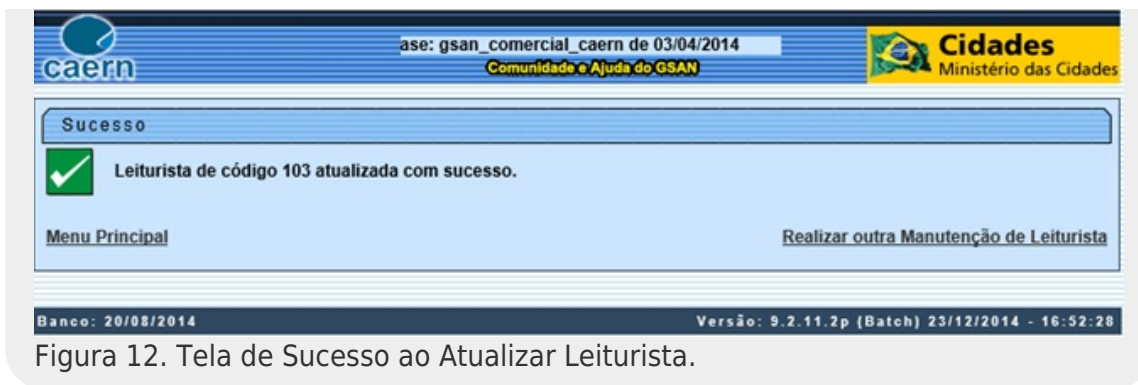 caern
ase: gsan_comercial_caern de 03/04/2014
Comunidade e Ajuda do GSAN
Cidades
Ministério das Cidades
Sucesso
Leiturista de código 103 atualizada com sucesso.
Menu Principal
Realizar outra Manutenção de Leiturista
Banco: 20/08/2014
Versão: 9.2.11.2p (Batch) 23/12/2014 - 16:52:28
Figura 12. Tela de Sucesso ao Atualizar Leiturista.